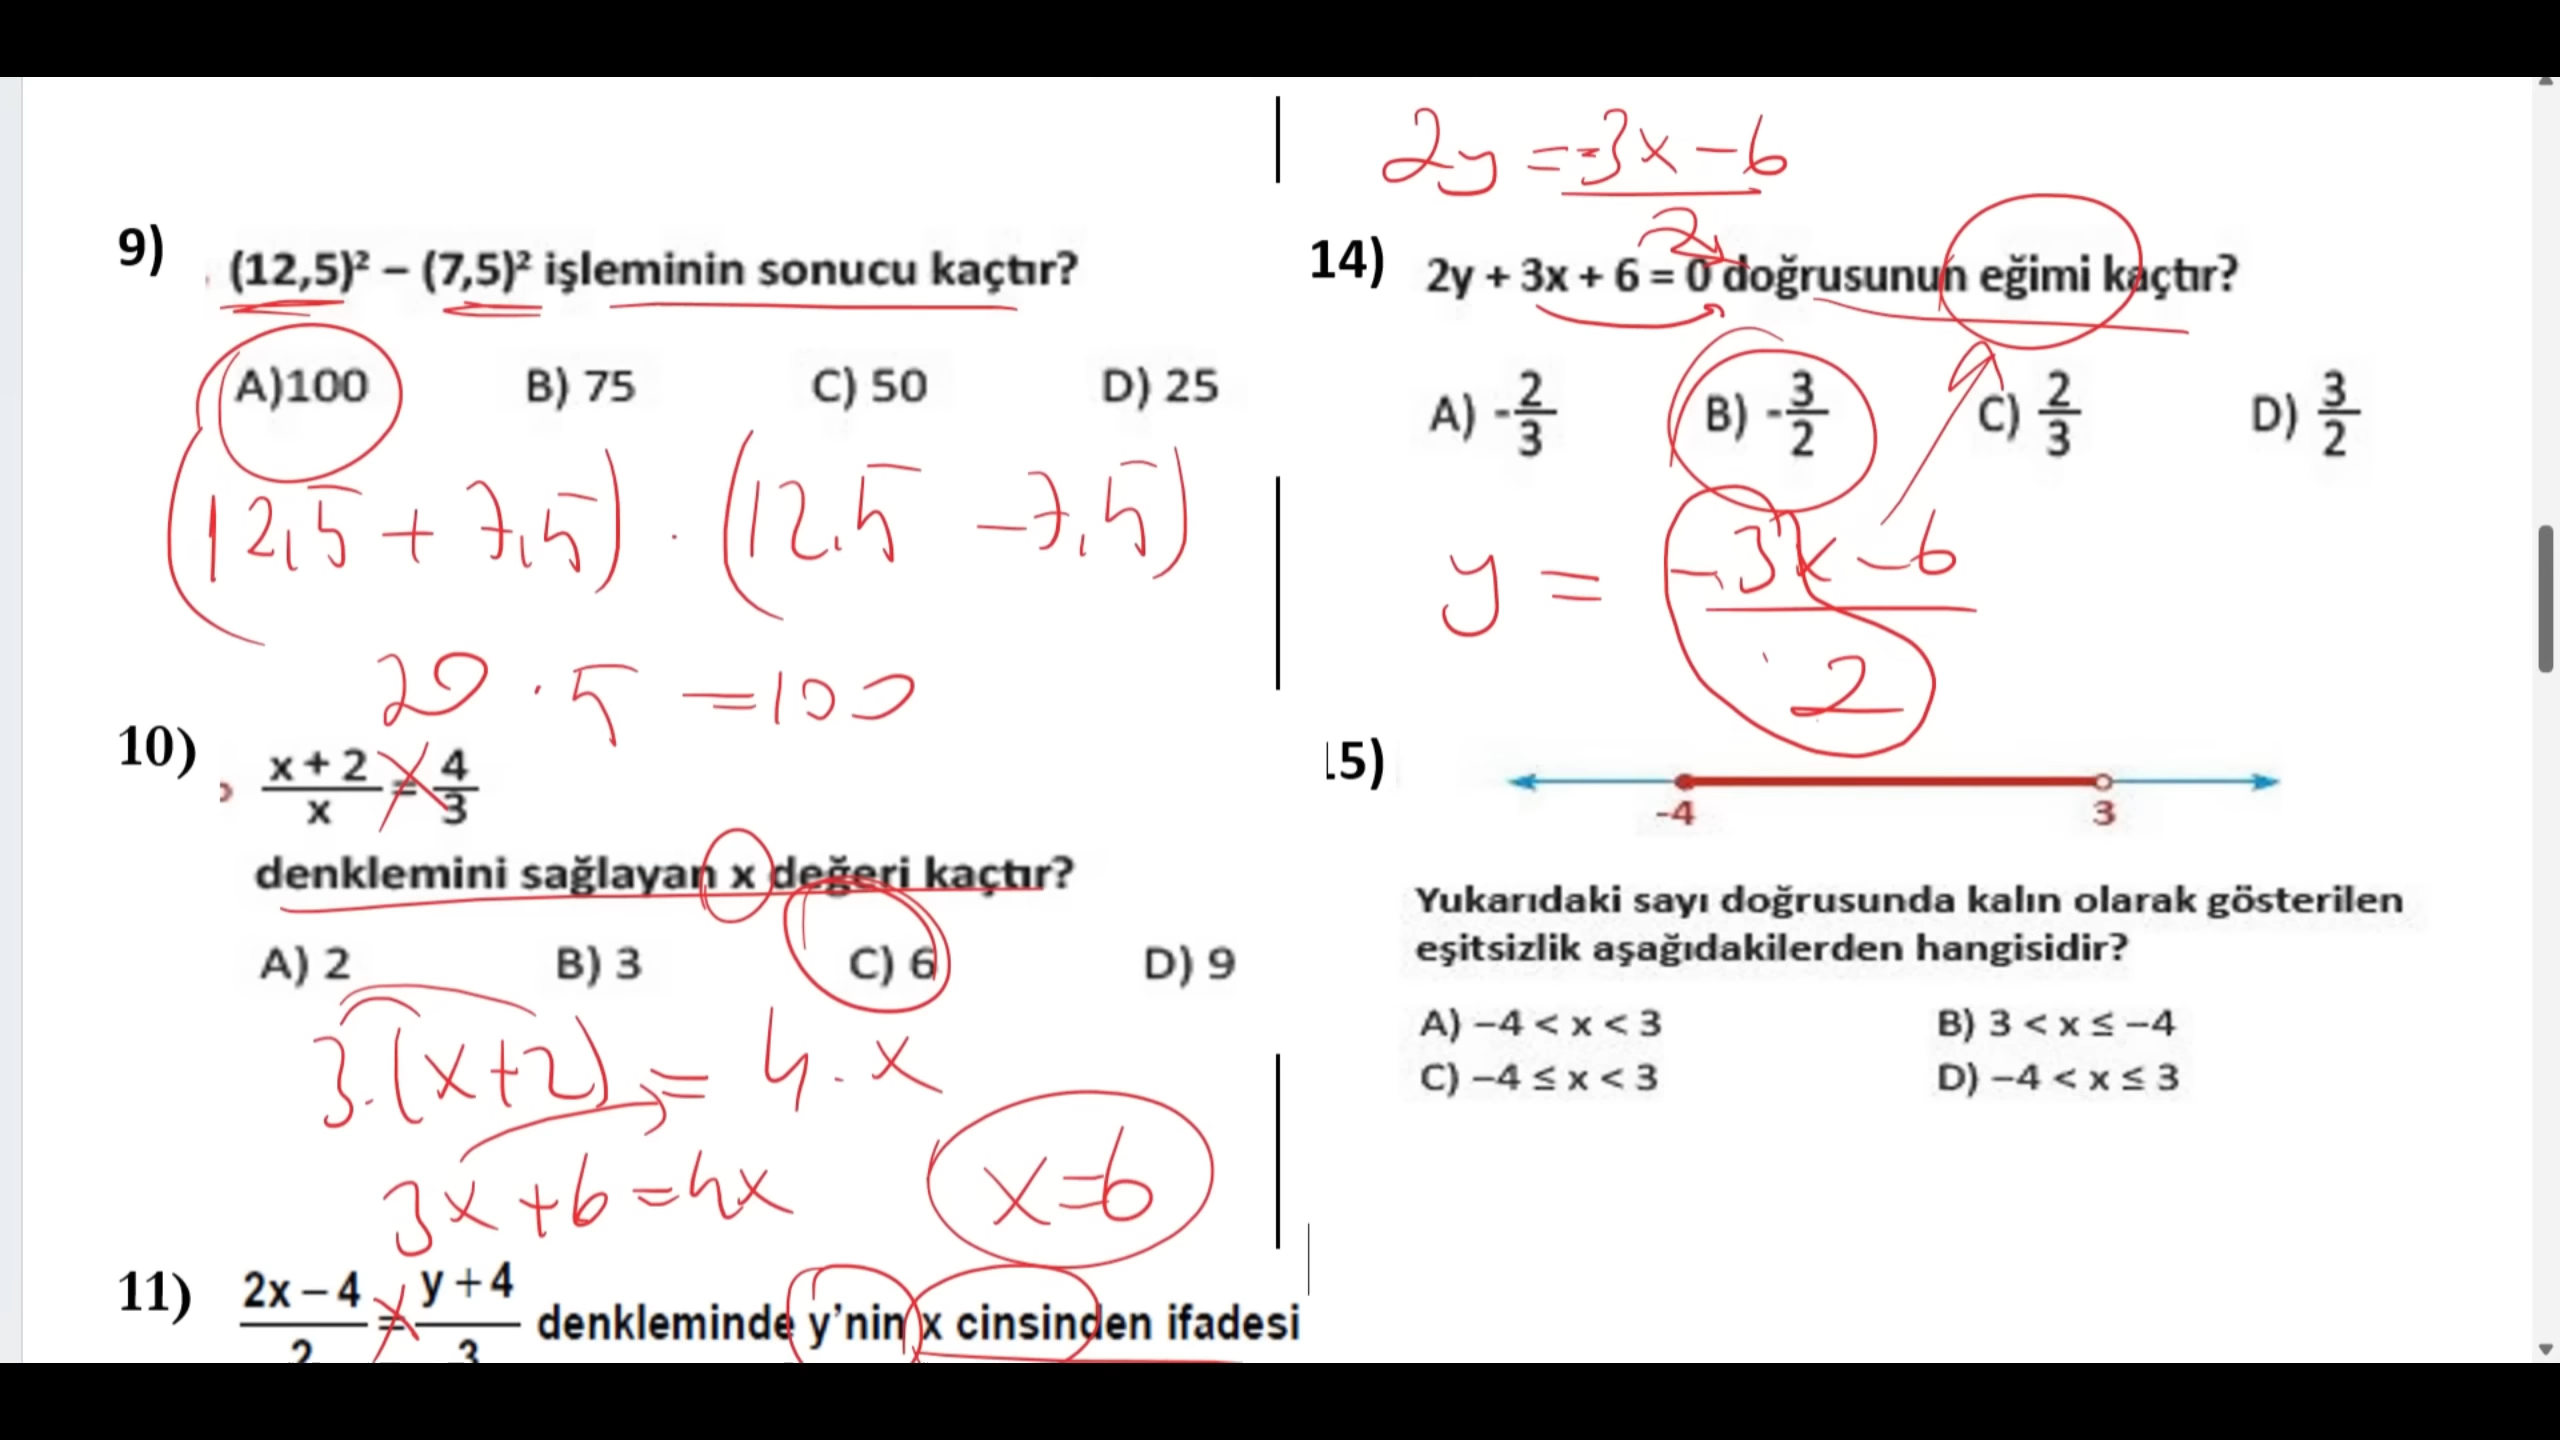 9)
(12,5)² – (7,5)² işleminin sonucu kaçtır?
A)100 B) 75 C) 50 D) 25
(12,5 + 7,5) . (12,5 – 7,5)
20 . 5 = 100
10)
x + 2 / x = 4 / 3
denklemini sağlayan x değeri kaçtır?
A) 2 B) 3 C) 6 D) 9
3.(x+2) = 4.x
3x + 6 = 4x
x = 6
11)
2x – 4 / 2 = y + 4 / 3 denkleminde y'nin x cinsinden ifadesi
2y = -3x – 6
2
14)
2y + 3x + 6 = 0 doğrusunun eğimi kaçtır?
A) - 2/3 B) - 3/2 C) 2/3 D) 3/2
y = -3x – 6 / 2
15)
-4 3
Yukarıdaki sayı doğrusunda kalın olarak gösterilen
eşitsizlik aşağıdakilerden hangisidir?
A) –4 < x < 3 B) 3 < x ≤ –4
C) –4 ≤ x < 3 D) –4 < x ≤ 3